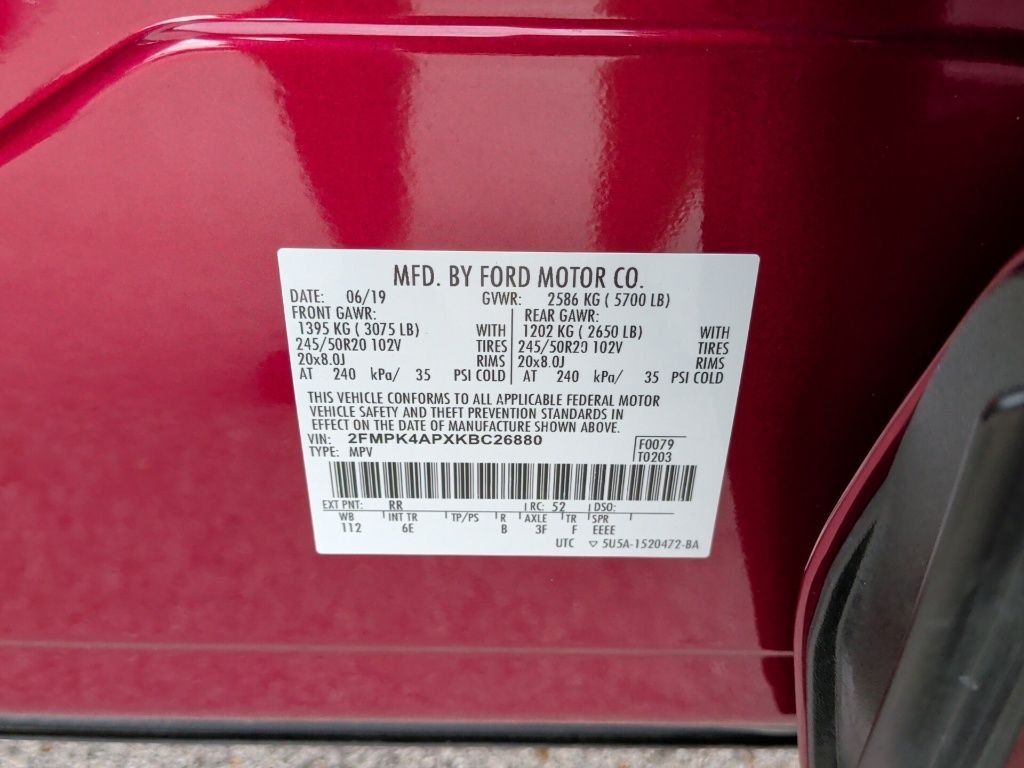 MFD. BY FORD MOTOR CO.
DATE: 06/19 GVWR: 2586 KG ( 5700 LB)
FRONT GAWR: REAR GAWR:
1395 KG ( 3075 LB) WITH 1202 KG ( 2650 LB) WITH
245/50R20 102V TIRES 245/50R20 102V TIRES
20x8.0J RIMS 20x8.0J RIMS
AT 240 kPa/ 35 PSI COLD AT 240 kPa/ 35 PSI COLD
THIS VEHICLE CONFORMS TO ALL APPLICABLE FEDERAL MOTOR
VEHICLE SAFETY AND THEFT PREVENTION STANDARDS IN
EFFECT ON THE DATE OF MANUFACTURE SHOWN ABOVE.
VIN: 2FMPK4APXKBC26880 F0079
TYPE: MPV T0203
EXT PNT: RR RC: 52 DSO:
WB INT TR TP/PS R AXLE TR SPR
112 6E B 3F F EEEE
UTC ▽ 5U5A-1520472-BA